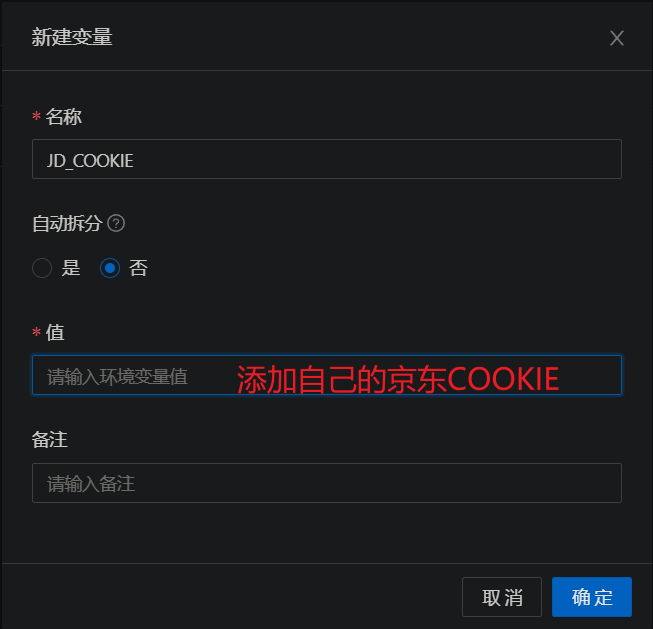 新建变量
* 名称
JD_COOKIE
自动拆分 ?
是 否
* 值
请输入环境变量值 添加自己的京东COOKIE
备注
请输入备注
取 消 确 定